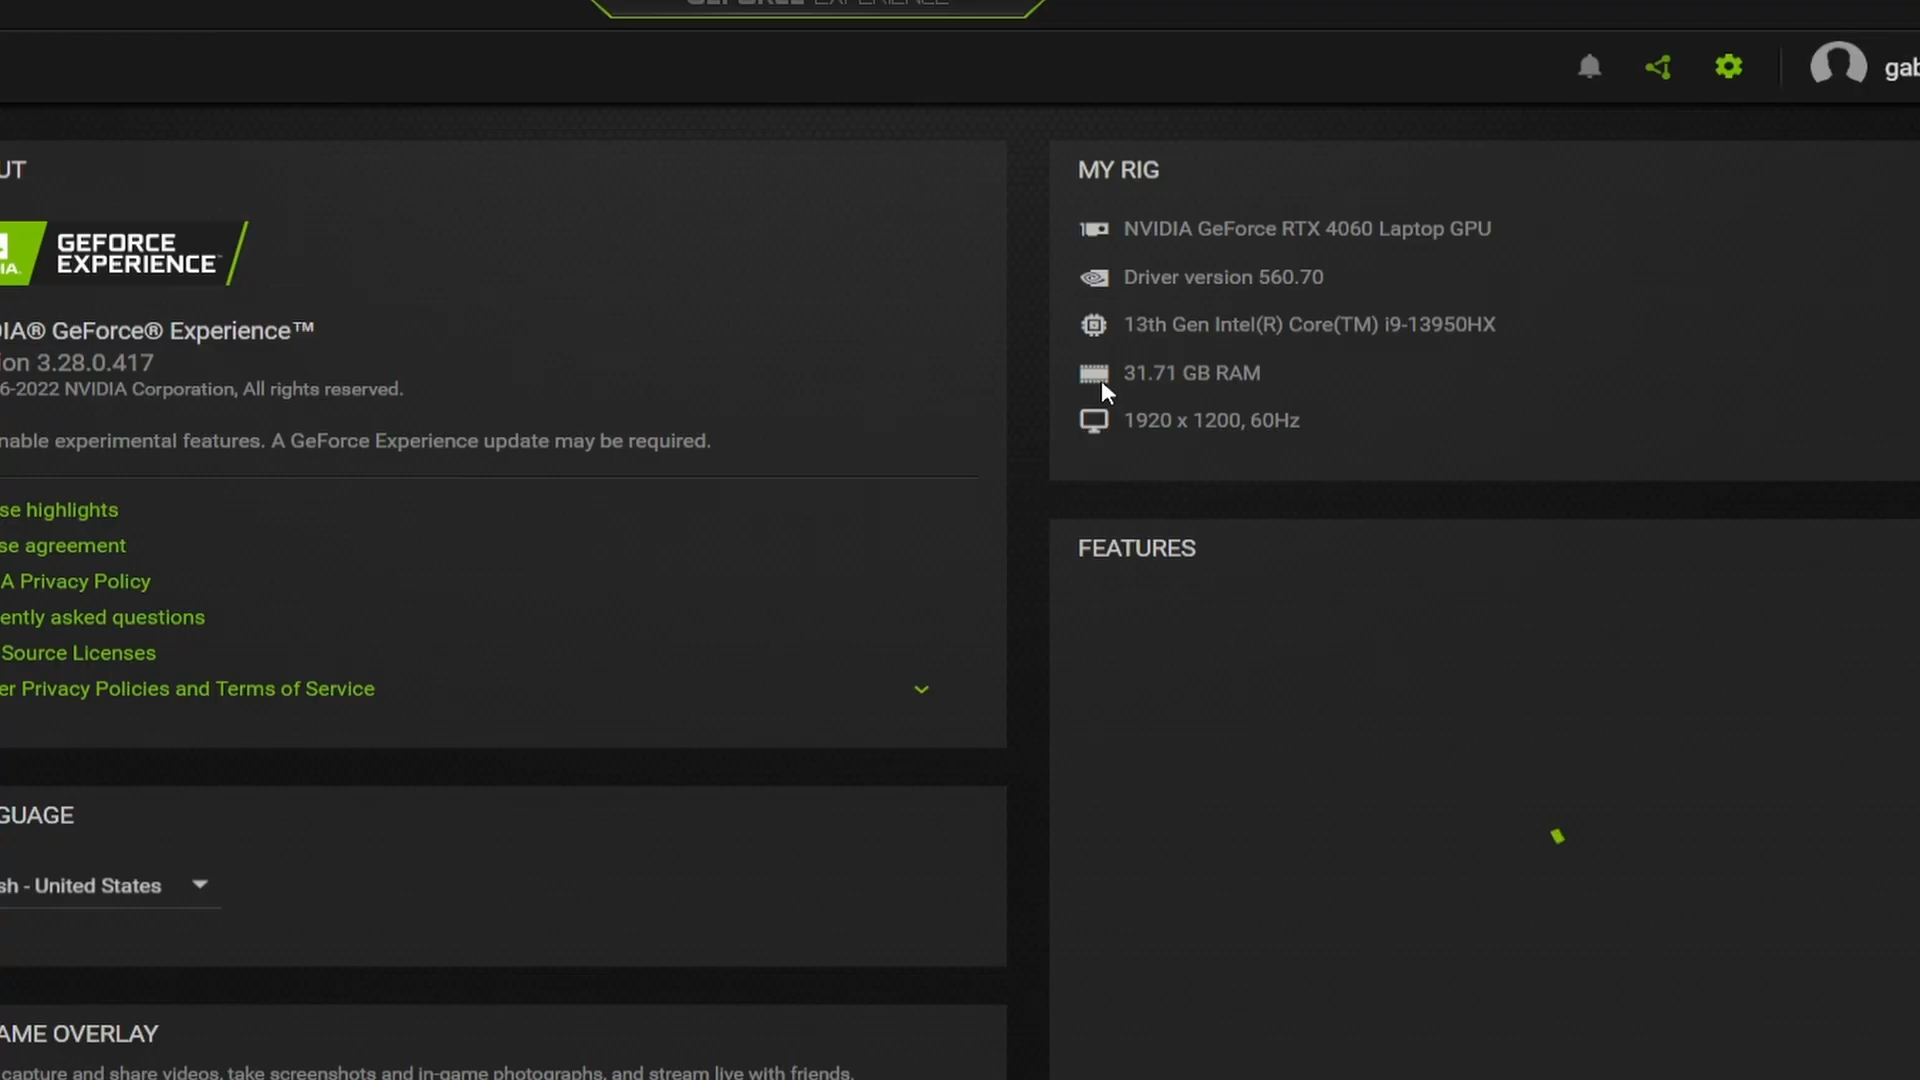 GEFORCE EXPERIENCE
gab
UT
GEFORCE
EXPERIENCE™
IA.
IA® GeForce® Experience™
ion 3.28.0.417
6-2022 NVIDIA Corporation, All rights reserved.
nable experimental features. A GeForce Experience update may be required.
se highlights
se agreement
A Privacy Policy
ently asked questions
Source Licenses
er Privacy Policies and Terms of Service
GUAGE
sh - United States
AME OVERLAY
capture and share videos, take screenshots and in-game photographs, and stream live with friends.
MY RIG
NVIDIA GeForce RTX 4060 Laptop GPU
Driver version 560.70
13th Gen Intel(R) Core(TM) i9-13950HX
31.71 GB RAM
1920 x 1200, 60Hz
FEATURES